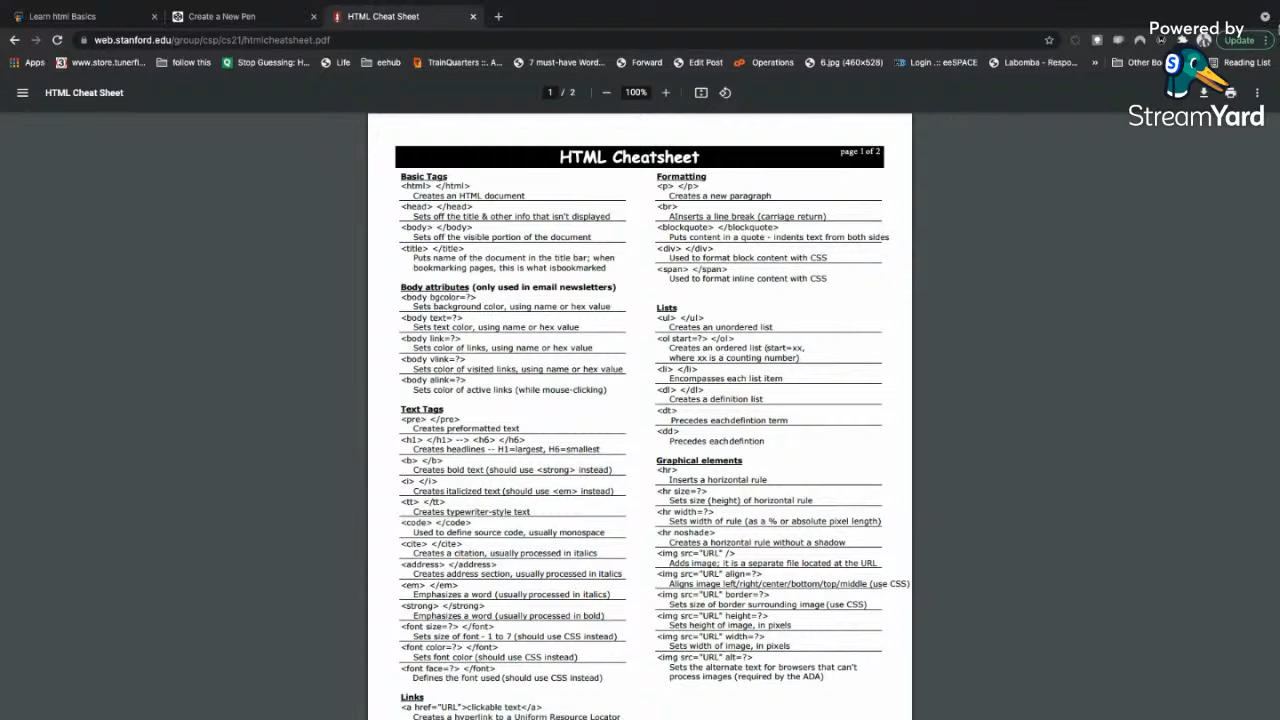 Learn html Basics
Create a New Pen
HTML Cheat Sheet
Powered by
web.stanford.edu/group/csp/cs21/htmlcheatsheet.pdf
Update
Apps
www.store.tunerfi...
follow this
Stop Guessing: H...
Life
eehub
TrainQuarters ::. A...
7 must-have Word...
Forward
Edit Post
Operations
6.jpg (460×528)
Login .:: eeSPACE
Labomba - Respo...
Other Bo
Reading List
HTML Cheat Sheet
1 / 2
100%
StreamYard
HTML Cheatsheet
page 1 of 2
Basic Tags
<html> </html>
Creates an HTML document
<head> </head>
Sets off the title & other info that isn't displayed
<body> </body>
Sets off the visible portion of the document
<title> </title>
Puts name of the document in the title bar; when
bookmarking pages, this is what isbookmarked
Body attributes (only used in email newsletters)
<body bgcolor=?>
Sets background color, using name or hex value
<body text=?>
Sets text color, using name or hex value
<body link=?>
Sets color of links, using name or hex value
<body vlink=?>
Sets color of visited links, using name or hex value
<body alink=?>
Sets color of active links (while mouse-clicking)
Text Tags
<pre> </pre>
Creates preformatted text
<h1> </h1> --> <h6> </h6>
Creates headlines -- H1=largest, H6=smallest
<b> </b>
Creates bold text (should use <strong> instead)
<i> </i>
Creates italicized text (should use <em> instead)
<tt> </tt>
Creates typewriter-style text
<code> </code>
Used to define source code, usually monospace
<cite> </cite>
Creates a citation, usually processed in italics
<address> </address>
Creates address section, usually processed in italics
<em> </em>
Emphasizes a word (usually processed in italics)
<strong> </strong>
Emphasizes a word (usually processed in bold)
<font size=?> </font>
Sets size of font - 1 to 7 (should use CSS instead)
<font color=?> </font>
Sets font color (should use CSS instead)
<font face=?> </font>
Defines the font used (should use CSS instead)
Links
<a href="URL">clickable text</a>
Creates a hyperlink to a Uniform Resource Locator
Formatting
<p> </p>
Creates a new paragraph
<br>
AInserts a line break (carriage return)
<blockquote> </blockquote>
Puts content in a quote - indents text from both sides
<div> </div>
Used to format block content with CSS
<span> </span>
Used to format inline content with CSS
Lists
<ul> </ul>
Creates an unordered list
<ol start=?> </ol>
Creates an ordered list (start=xx,
where xx is a counting number)
<li> </li>
Encompasses each list item
<dl> </dl>
Creates a definition list
<dt>
Precedes eachdefintion term
<dd>
Precedes eachdefintion
Graphical elements
<hr>
Inserts a horizontal rule
<hr size=?>
Sets size (height) of horizontal rule
<hr width=?>
Sets width of rule (as a % or absolute pixel length)
<hr noshade>
Creates a horizontal rule without a shadow
<img src="URL" />
Adds image; it is a separate file located at the URL
<img src="URL" align=?>
Aligns image left/right/center/bottom/top/middle (use CSS)
<img src="URL" border=?>
Sets size of border surrounding image (use CSS)
<img src="URL" height=?>
Sets height of image, in pixels
<img src="URL" width=?>
Sets width of image, in pixels
<img src="URL" alt=?>
Sets the alternate text for browsers that can't
process images (required by the ADA)